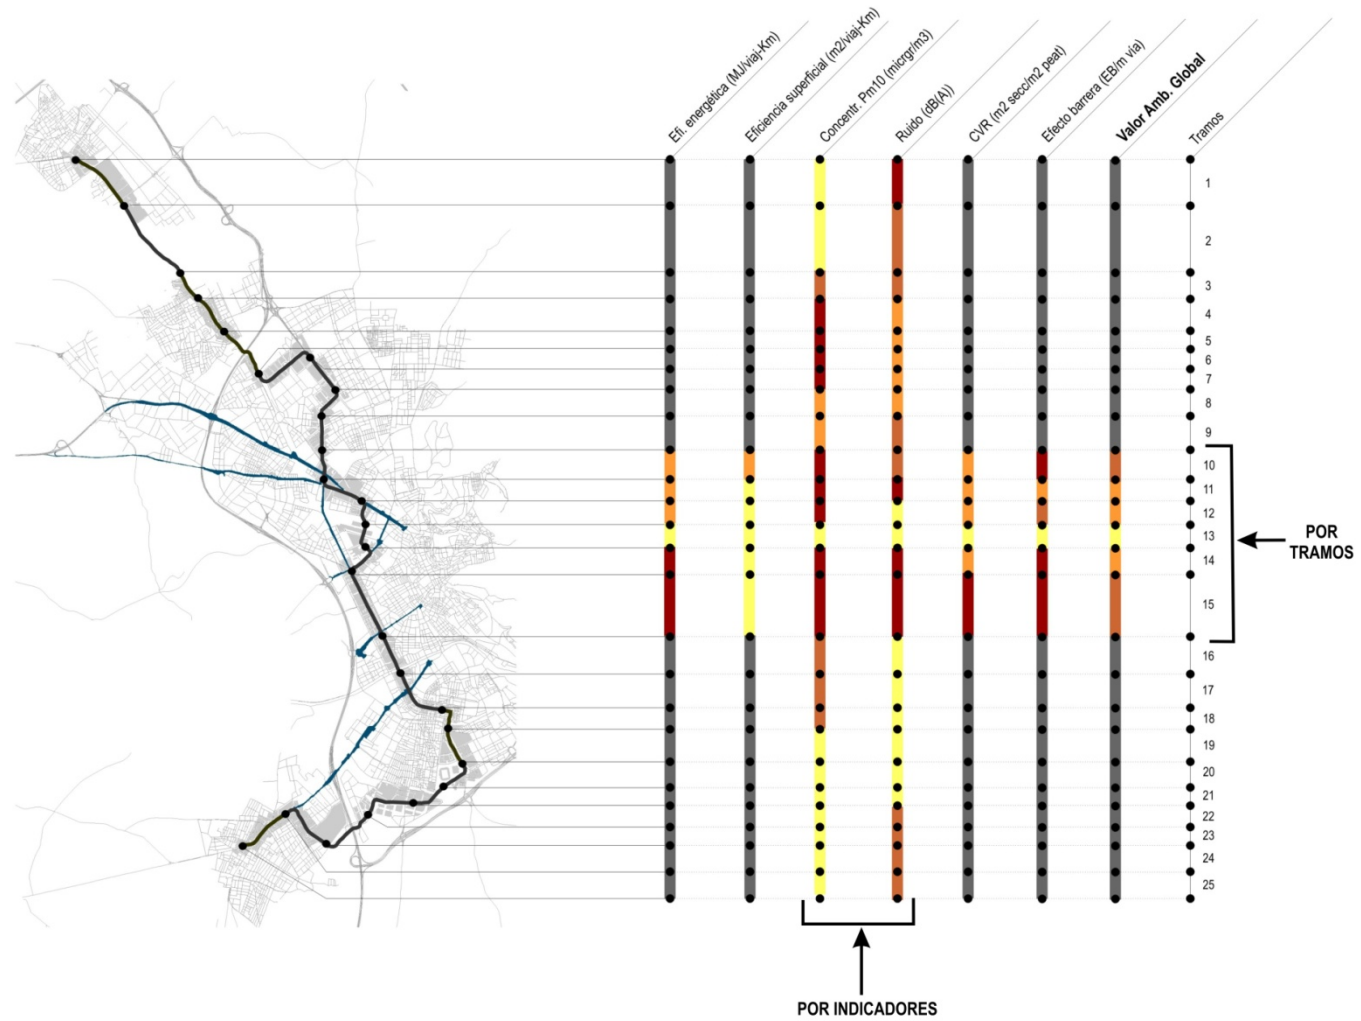 Efi. energética (MJ/viaj-Km)
Eficiencia superficial (m2/viaj-Km)
Concentr. Pm10 (micrgr/m3)
Ruido (dB(A))
CVR (m2 secc/m2 peat)
Efecto barrera (EB/m via)
Valor Amb. Global
Tramos
1
2
3
4
5
6
7
8
9
10
11
12
13
14
15
16
17
18
19
20
21
22
23
24
25
POR
TRAMOS
POR INDICADORES